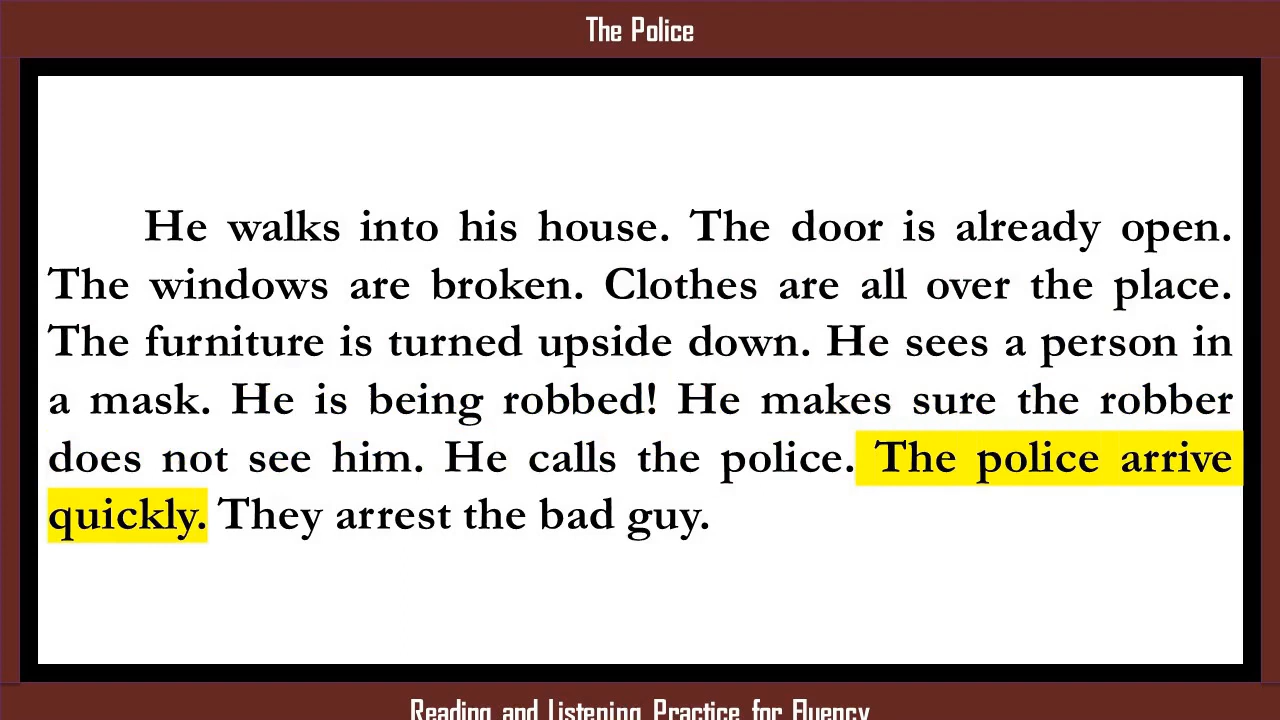 The Police
He walks into his house. The door is already open.
The windows are broken. Clothes are all over the place.
The furniture is turned upside down. He sees a person in
a mask. He is being robbed! He makes sure the robber
does not see him. He calls the police. The police arrive
quickly. They arrest the bad guy.
Reading and Listening Practice for Fluency